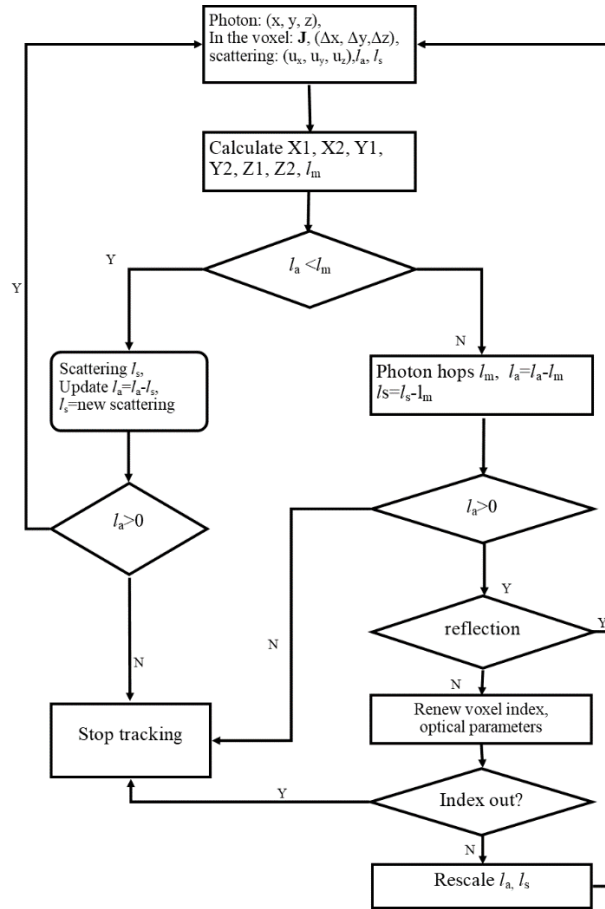 Photon: (x, y, z),
In the voxel: J, (Δx, Δy,Δz),
scattering: (uₓ, u_y, u_z),lₐ, lₛ
Calculate X1, X2, Y1,
Y2, Z1, Z2, lₘ
lₐ <lₘ
Y
N
Y
Scattering lₛ,
Update lₐ=lₐ-lₛ,
lₛ=new scattering
Photon hops lₘ, lₐ=lₐ-lₘ
ls=lₛ-lₘ
lₐ>0
lₐ>0
Y
N
reflection
Y
N
N
Renew voxel index,
optical parameters
Stop tracking
Index out?
Y
N
Rescale lₐ, lₛ